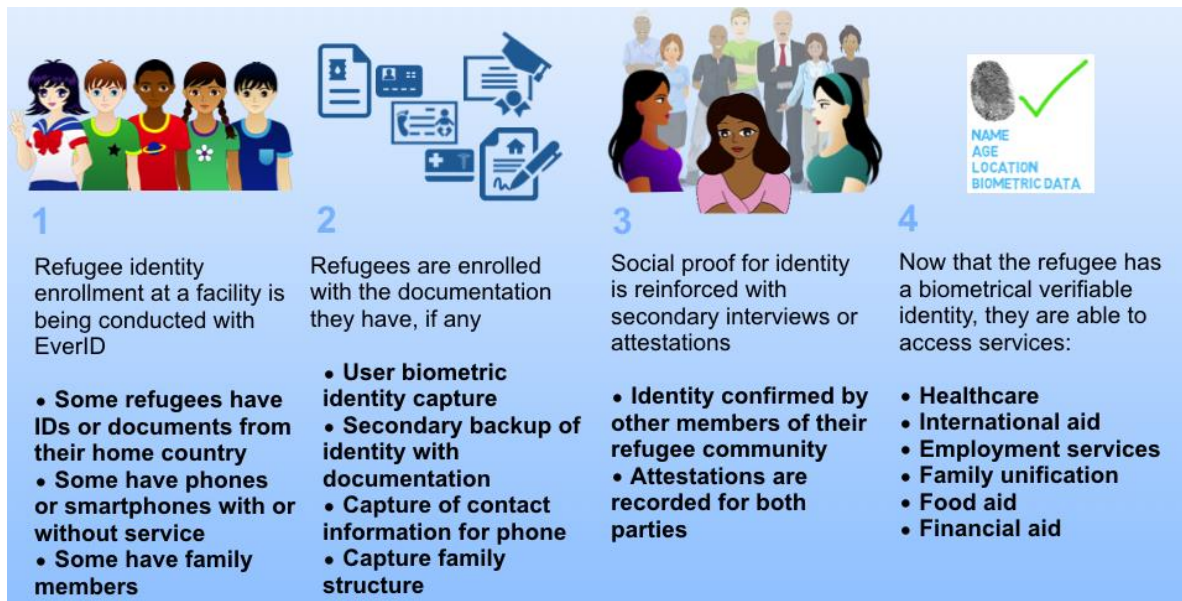 NAME
AGE
LOCATION
BIOMETRIC DATA
1
Refugee identity
enrollment at a facility is
being conducted with
EverID
• Some refugees have
IDs or documents from
their home country
• Some have phones
or smartphones with or
without service
• Some have family
members
2
Refugees are enrolled
with the documentation
they have, if any
• User biometric
identity capture
• Secondary backup of
identity with
documentation
• Capture of contact
information for phone
• Capture family
structure
3
Social proof for identity
is reinforced with
secondary interviews or
attestations
• Identity confirmed by
other members of their
refugee community
• Attestations are
recorded for both
parties
4
Now that the refugee has
a biometrical verifiable
identity, they are able to
access services:
• Healthcare
• International aid
• Employment services
• Family unification
• Food aid
• Financial aid